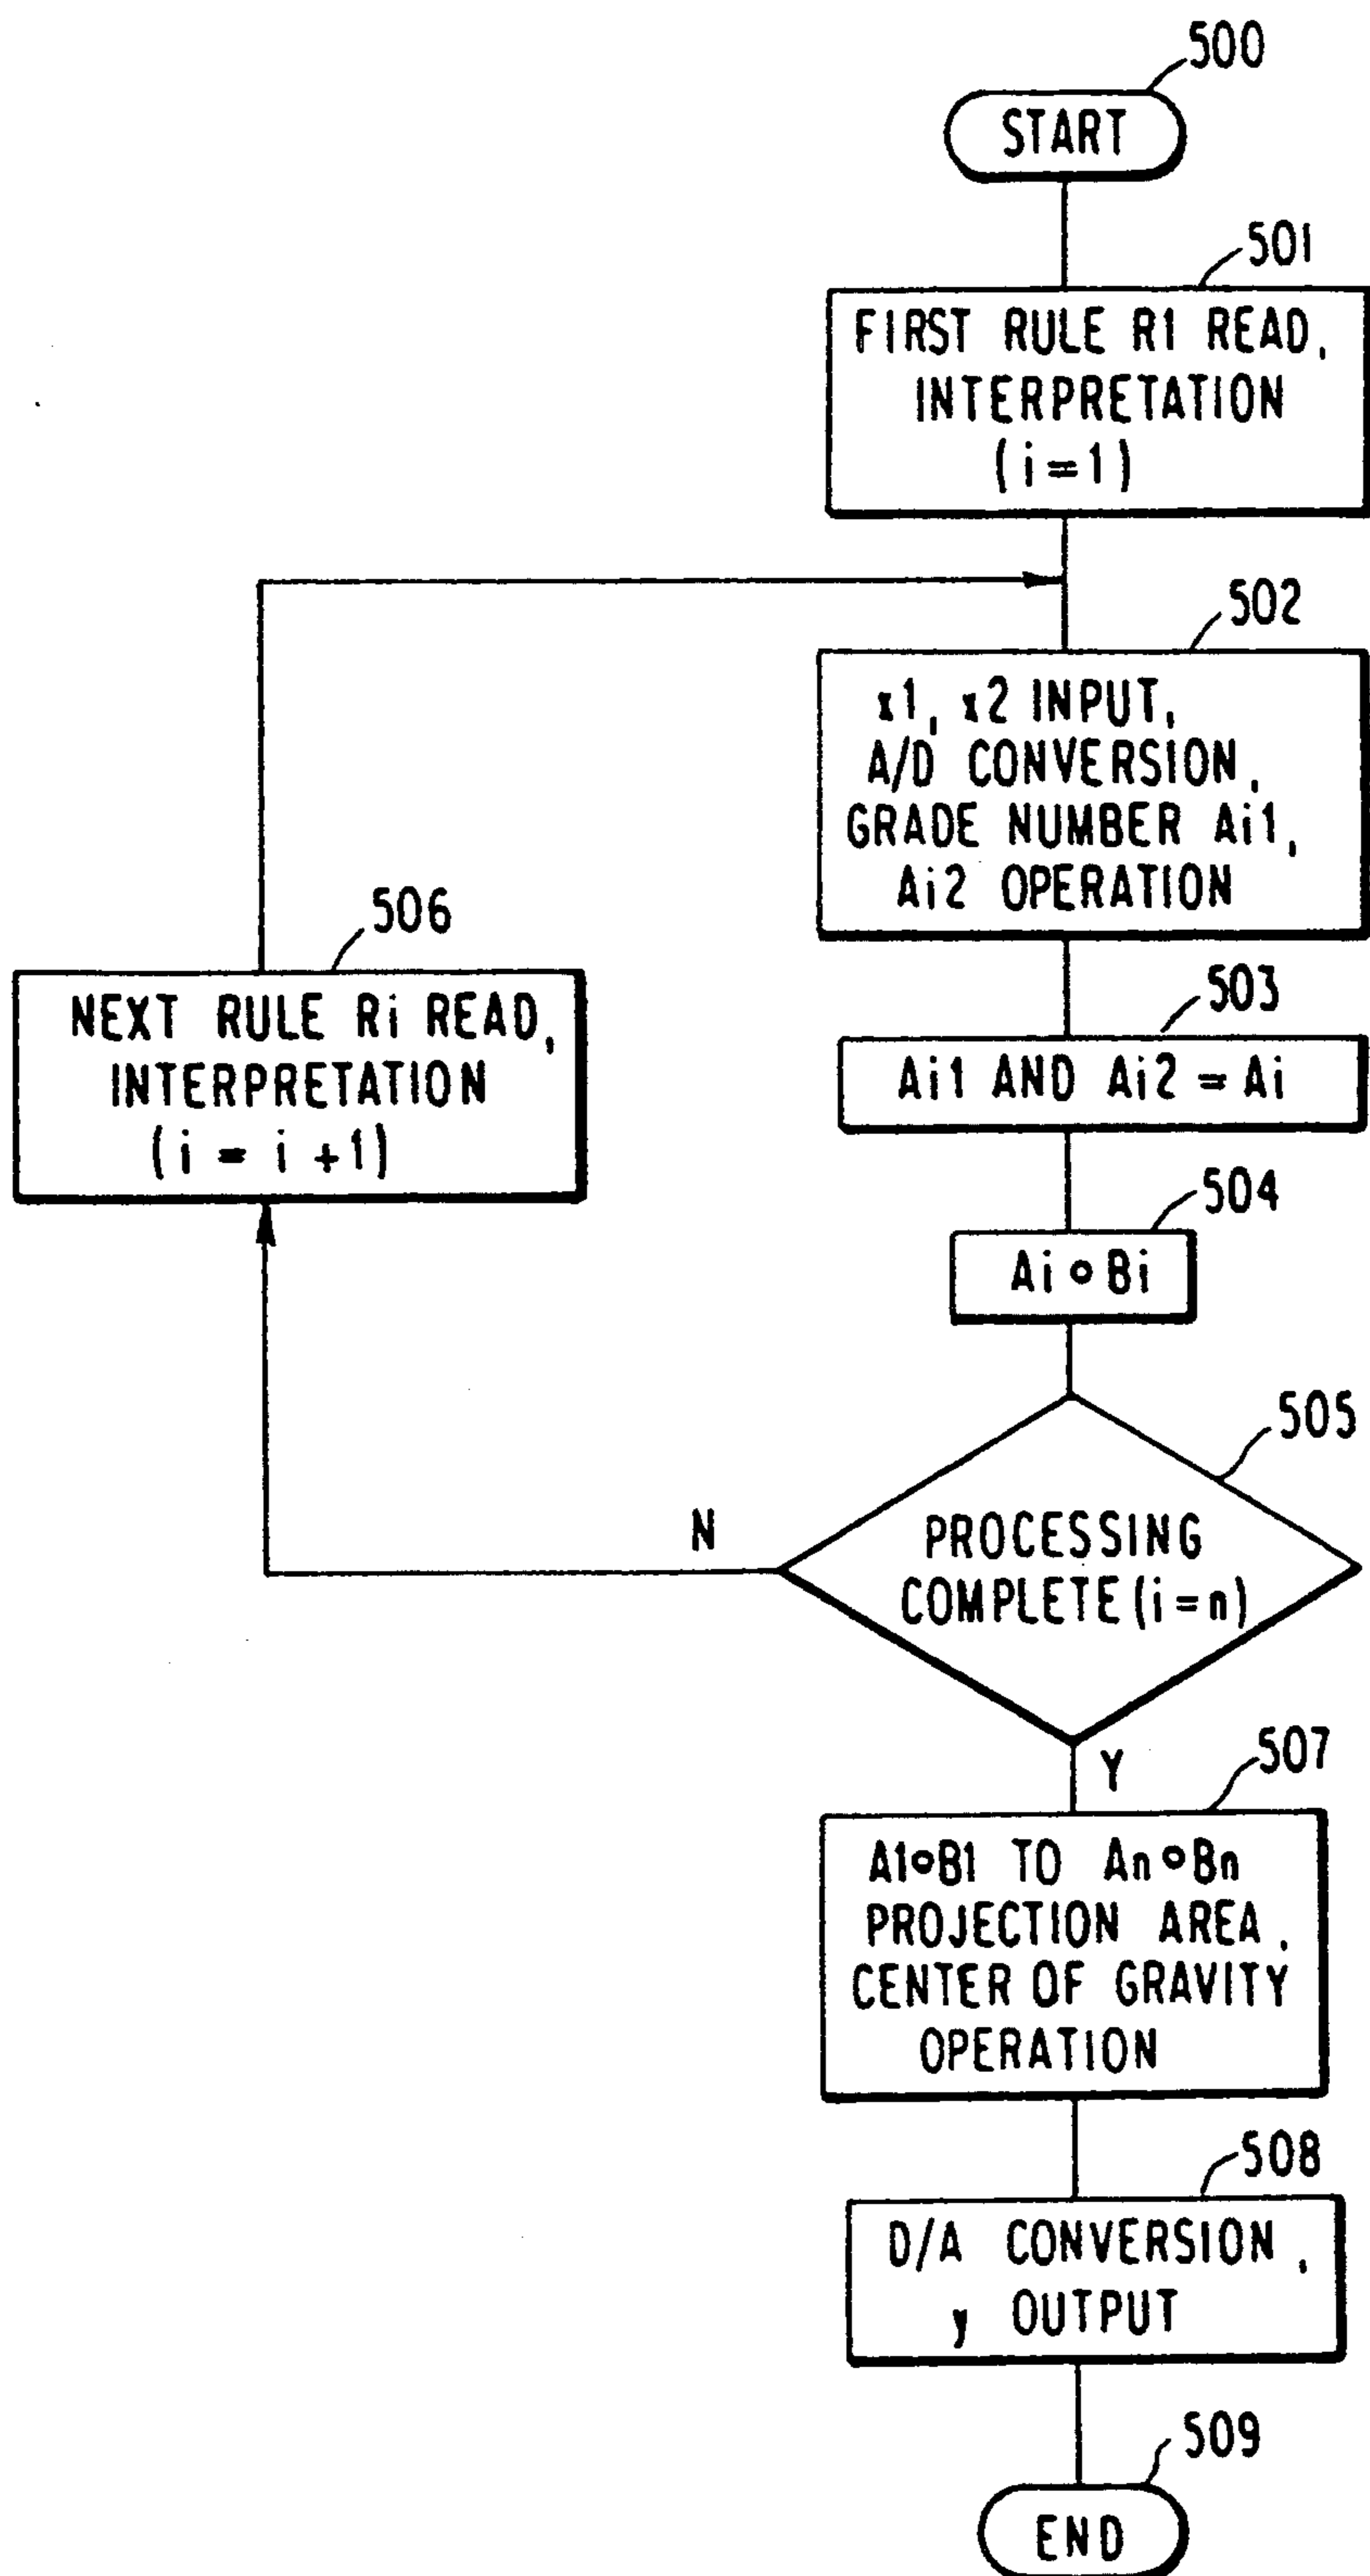 500
START
501
FIRST RULE R1 READ,
INTERPRETATION
(i=1)
502
x1, x2 INPUT,
A/D CONVERSION,
GRADE NUMBER Ai1,
Ai2 OPERATION
506
NEXT RULE Ri READ,
INTERPRETATION
(i = i +1)
503
Ai1 AND Ai2 = Ai
504
Ai∘Bi
505
N
PROCESSING
COMPLETE (i=n)
Y
507
A1∘B1 TO An∘Bn
PROJECTION AREA,
CENTER OF GRAVITY
OPERATION
508
D/A CONVERSION,
y OUTPUT
509
END